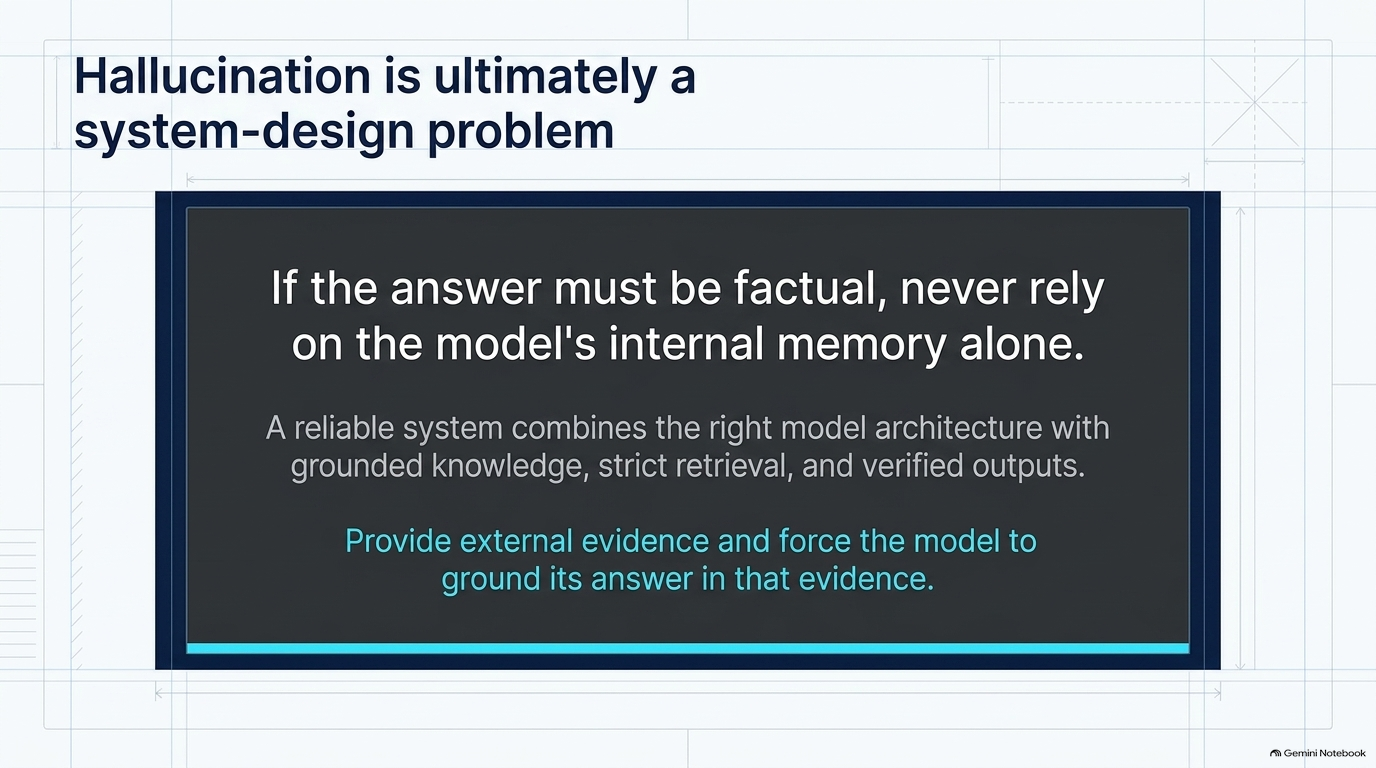 Hallucination is ultimately a
system-design problem
If the answer must be factual, never rely
on the model's internal memory alone.
A reliable system combines the right model architecture with
grounded knowledge, strict retrieval, and verified outputs.
Provide external evidence and force the model to
ground its answer in that evidence.
Gemini Notebook